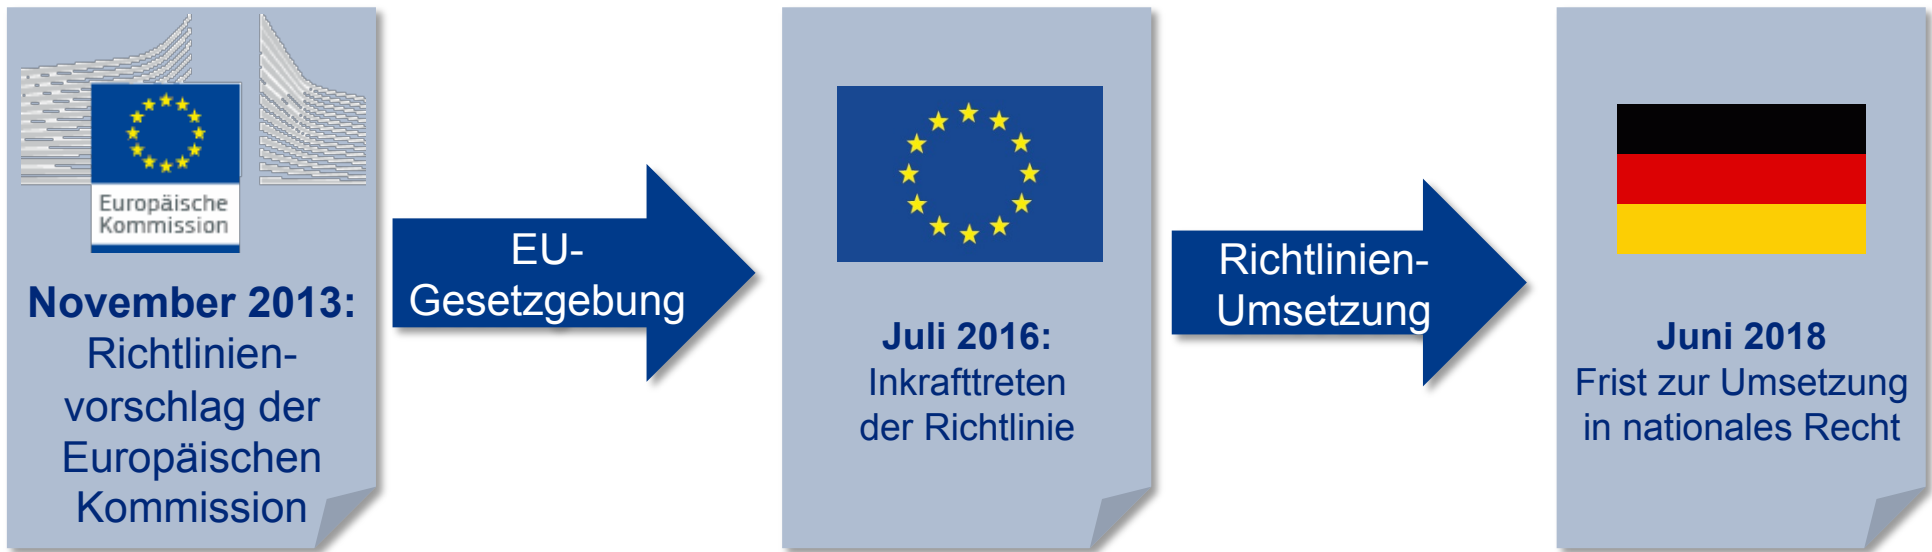 Europäische
Kommission
November 2013:
Richtlinien-
vorschlag der
Europäischen
Kommission
EU-
Gesetzgebung
Juli 2016:
Inkrafttreten
der Richtlinie
Richtlinien-
Umsetzung
Juni 2018
Frist zur Umsetzung
in nationales Recht